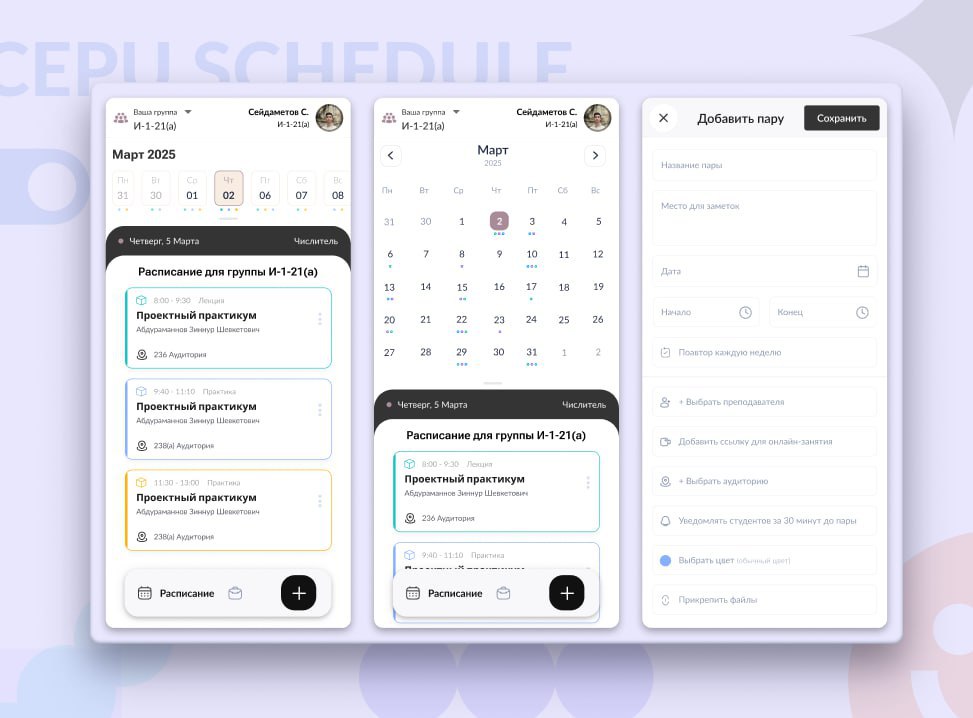 CEPU SCHEDULE
Ваша группа
И-1-21(а)
Сейдаметов С.
И-1-21(а)
Март 2025
Пн Вт Ср Чт Пт Сб Вс
31 30 01 02 06 07 08
Четверг, 5 Марта Числитель
Расписание для группы И-1-21(а)
8:00 - 9:30 Лекция
Проектный практикум
Абдураманнов Зиннур Шевкетович
236 Аудитория
9:40 - 11:10 Практика
Проектный практикум
Абдураманнов Зиннур Шевкетович
238(а) Аудитория
11:30 - 13:00 Практика
Проектный практикум
Абдураманнов Зиннур Шевкетович
238(а) Аудитория
Расписание
Ваша группа
И-1-21(а)
Сейдаметов С.
И-1-21(а)
Март
2025
Пн Вт Ср Чт Пт Сб Вс
31 30 1 2 3 4 5
6 7 8 9 10 11 12
13 14 15 16 17 18 19
20 21 22 23 24 25 26
27 28 29 30 31 1 2
Четверг, 5 Марта Числитель
Расписание для группы И-1-21(а)
8:00 - 9:30 Лекция
Проектный практикум
Абдураманнов Зиннур Шевкетович
236 Аудитория
9:40 - 11:10 Практика
Проектный практикум
Расписание
Добавить пару
Сохранить
Название пары
Место для заметок
Дата
Начало Конец
Повтор каждую неделю
+ Выбрать преподавателя
Добавить ссылку для онлайн-занятия
+ Выбрать аудиторию
Уведомлять студентов за 30 минут до пары
Выбрать цвет (обычный цвет)
Прикрепить файлы